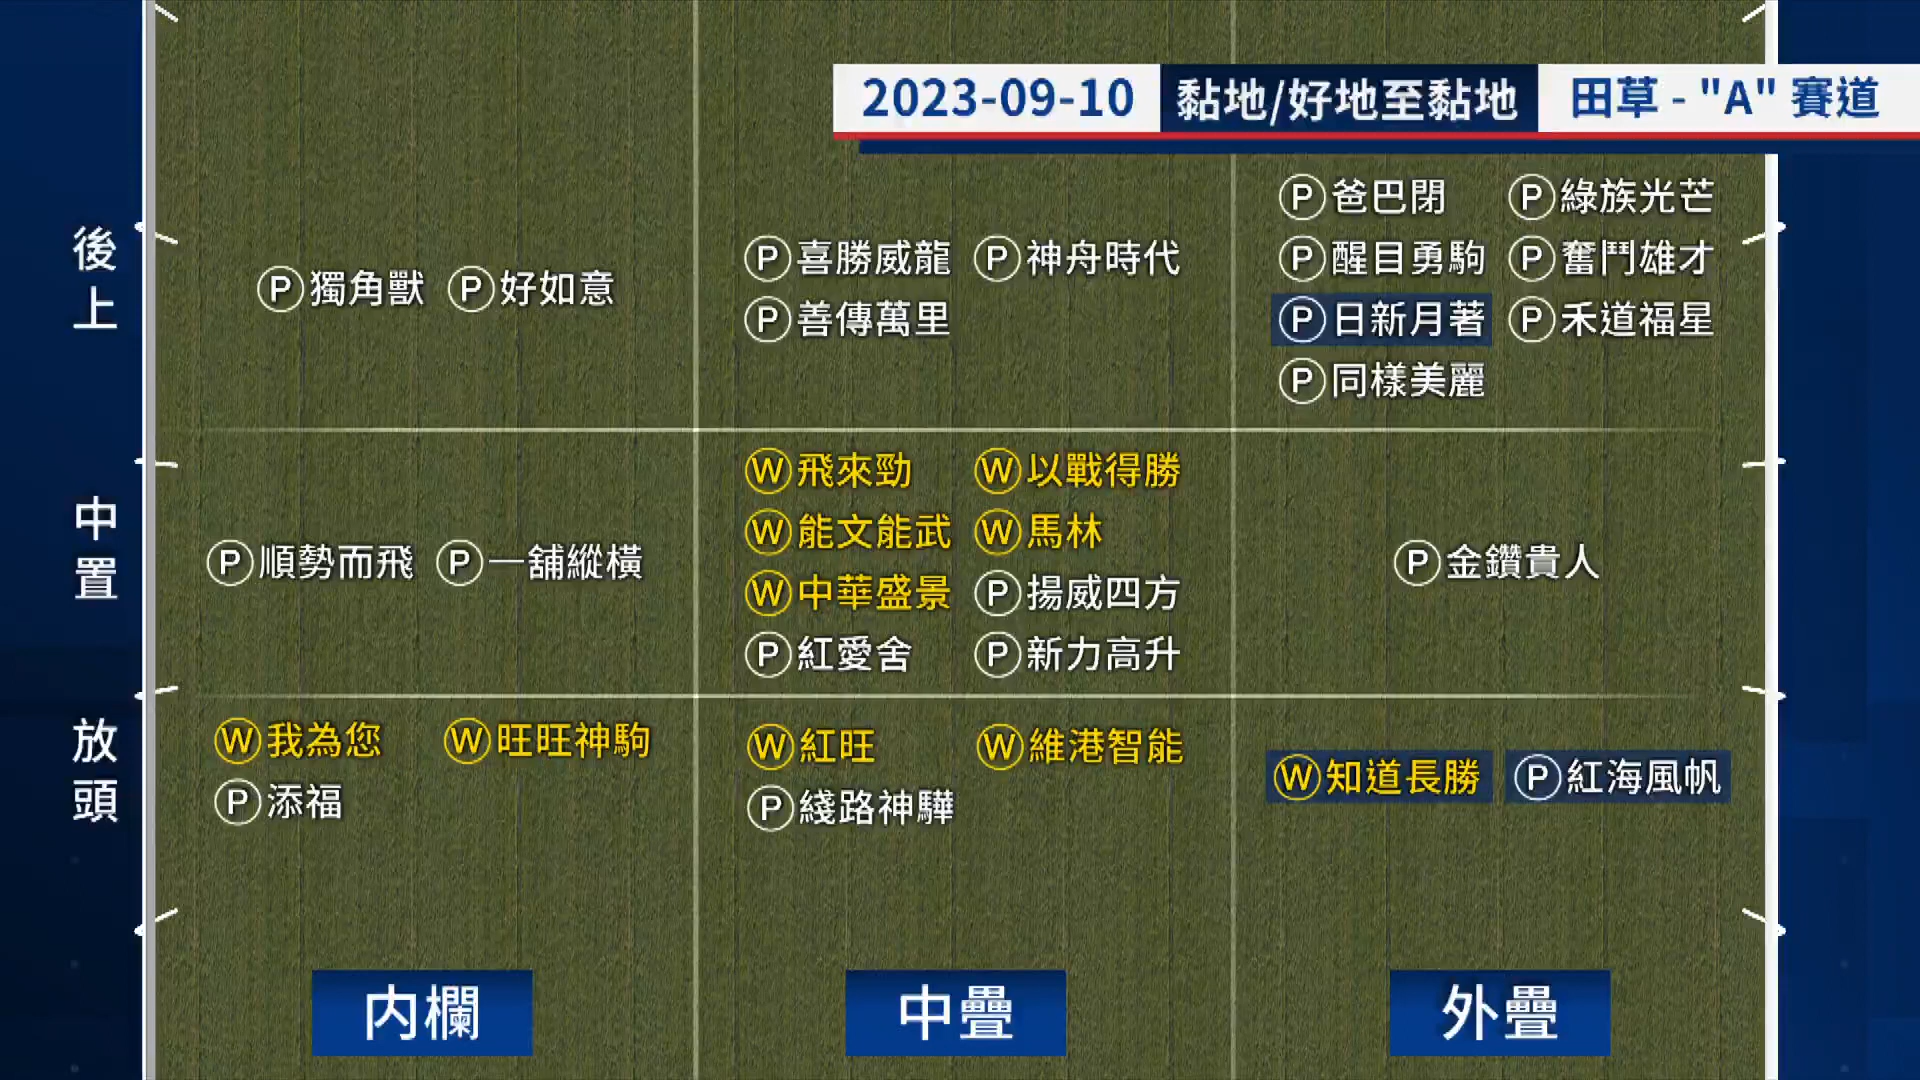 2023-09-10 黏地/好地至黏地 田草 - "A" 賽道
後上
Ⓟ獨角獸 Ⓟ好如意
Ⓟ喜勝威龍 Ⓟ神舟時代
Ⓟ善傳萬里
Ⓟ爸巴閉 Ⓟ綠族光芒
Ⓟ醒目勇駒 Ⓟ奮鬥雄才
Ⓟ日新月著 Ⓟ禾道福星
Ⓟ同樣美麗
中置
Ⓟ順勢而飛 Ⓟ一舖縱橫
Ⓦ飛來勁 Ⓦ以戰得勝
Ⓦ能文能武 Ⓦ馬林
Ⓦ中華盛景 Ⓟ揚威四方
Ⓟ紅愛舍 Ⓟ新力高升
Ⓟ金鑽貴人
放頭
Ⓦ我為您 Ⓦ旺旺神駒
Ⓟ添福
Ⓦ紅旺 Ⓦ維港智能
Ⓟ綫路神驊
Ⓦ知道長勝 Ⓟ紅海風帆
內欄 中疊 外疊